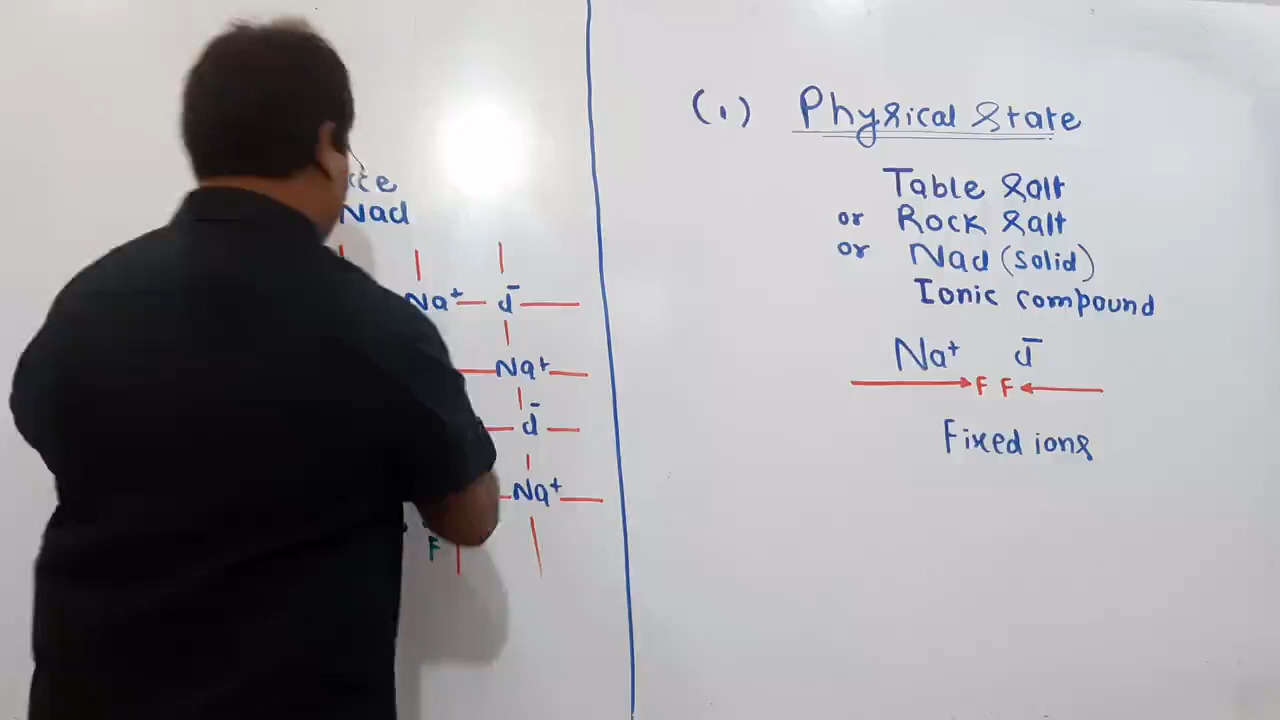 NaCl
Na⁺ Cl⁻
Na⁺
Cl⁻
Na⁺
F
(1) Physical State
Table Salt
or Rock Salt
or NaCl (solid)
Ionic compound
Na⁺ Cl⁻
F F
Fixed ions